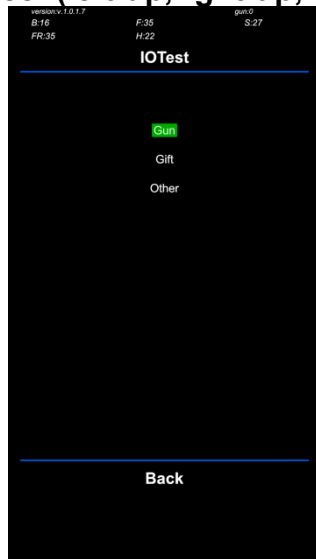 version:v.1.0.1.7 gun:0
B:16 F:35 S:27
FR:35 H:22
IOTest
Gun
Gift
Other
Back